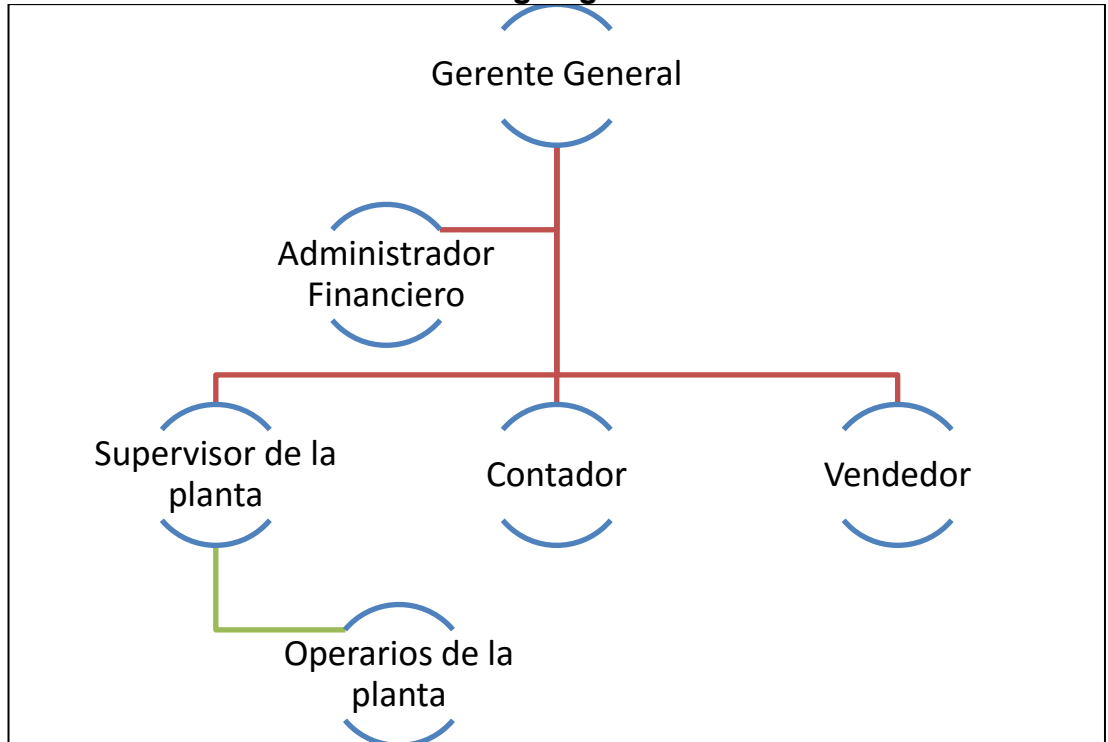 Gerente General
Administrador
Financiero
Supervisor de la
planta
Contador
Vendedor
Operarios de la
planta